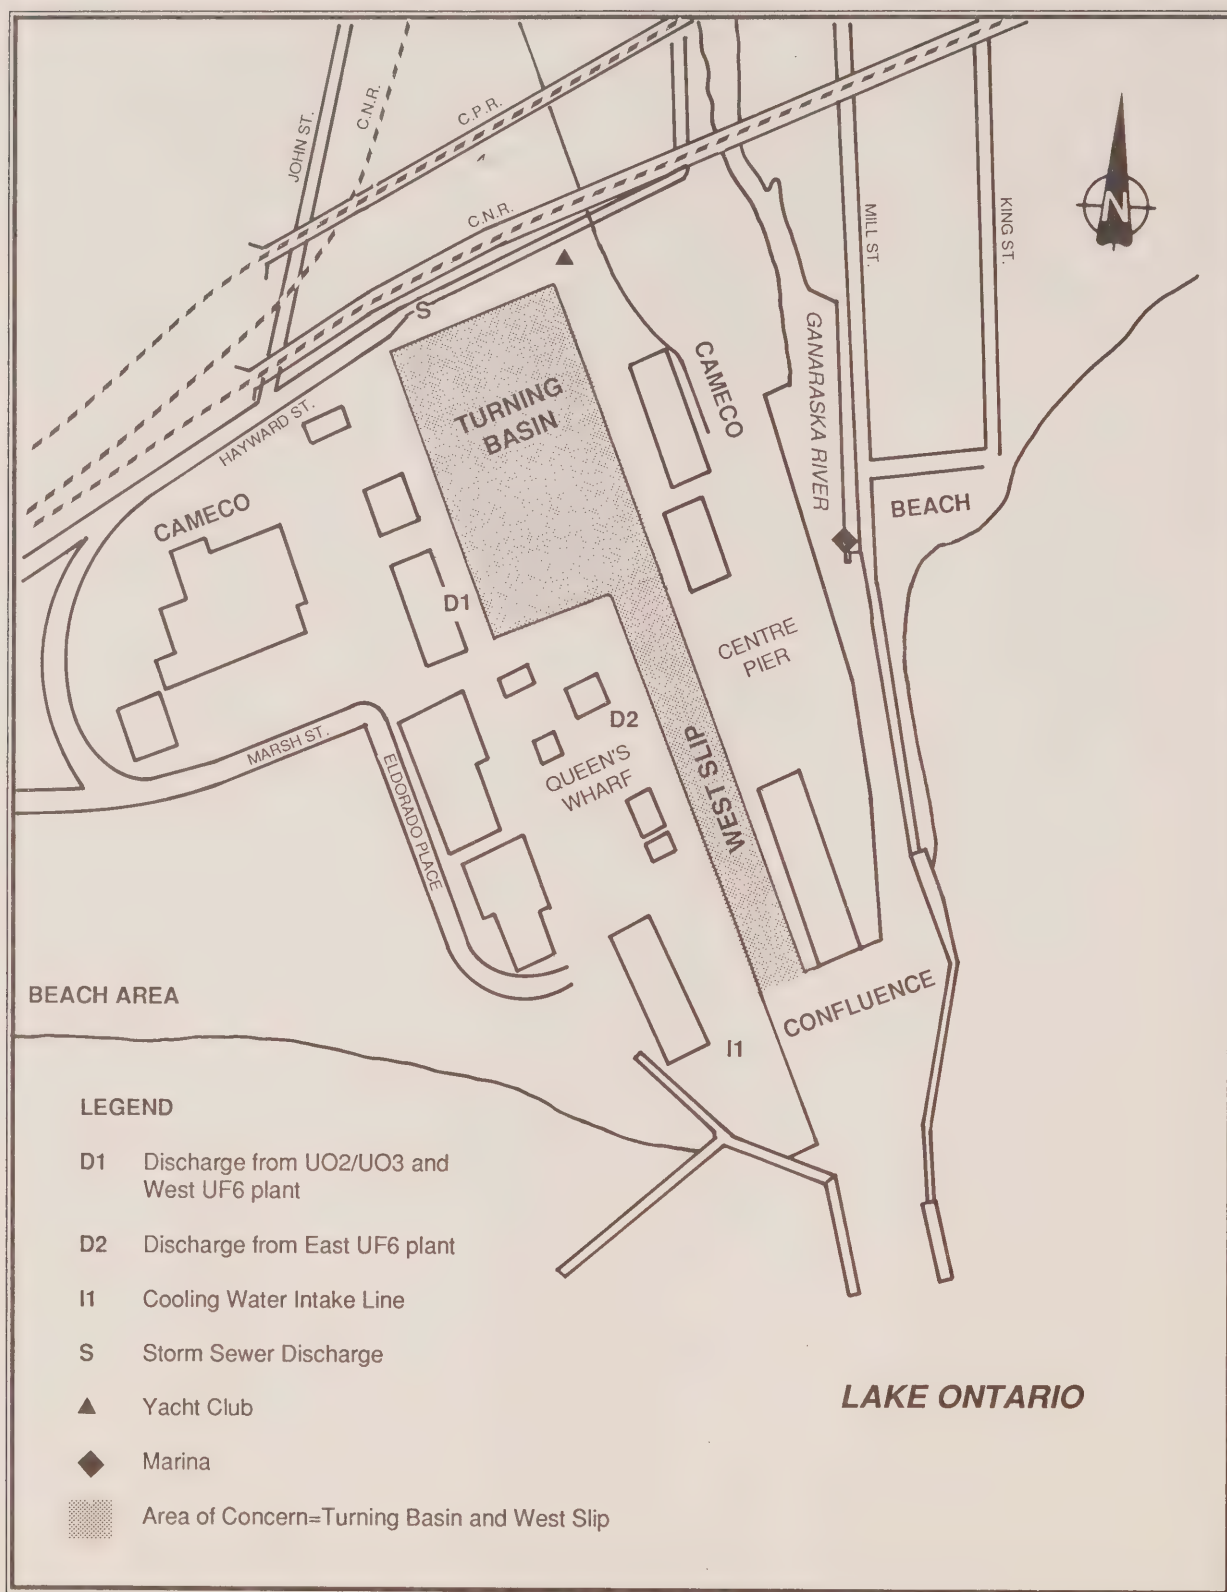 JOHN ST.
C.N.R.
C.P.R.
C.N.R.
MILL ST.
KING ST.
N
S
TURNING
BASIN
CAMECO
GANARASKA RIVER
HAYWARD ST.
CAMECO
BEACH
D1
CENTRE
PIER
D2
MARSH ST.
ELDORADO PLACE
QUEEN'S
WHARF
WEST SLIP
BEACH AREA
CONFLUENCE
I1
LEGEND
D1 Discharge from UO2/UO3 and
West UF6 plant
D2 Discharge from East UF6 plant
I1 Cooling Water Intake Line
S Storm Sewer Discharge
Yacht Club
Marina
Area of Concern=Turning Basin and West Slip
LAKE ONTARIO